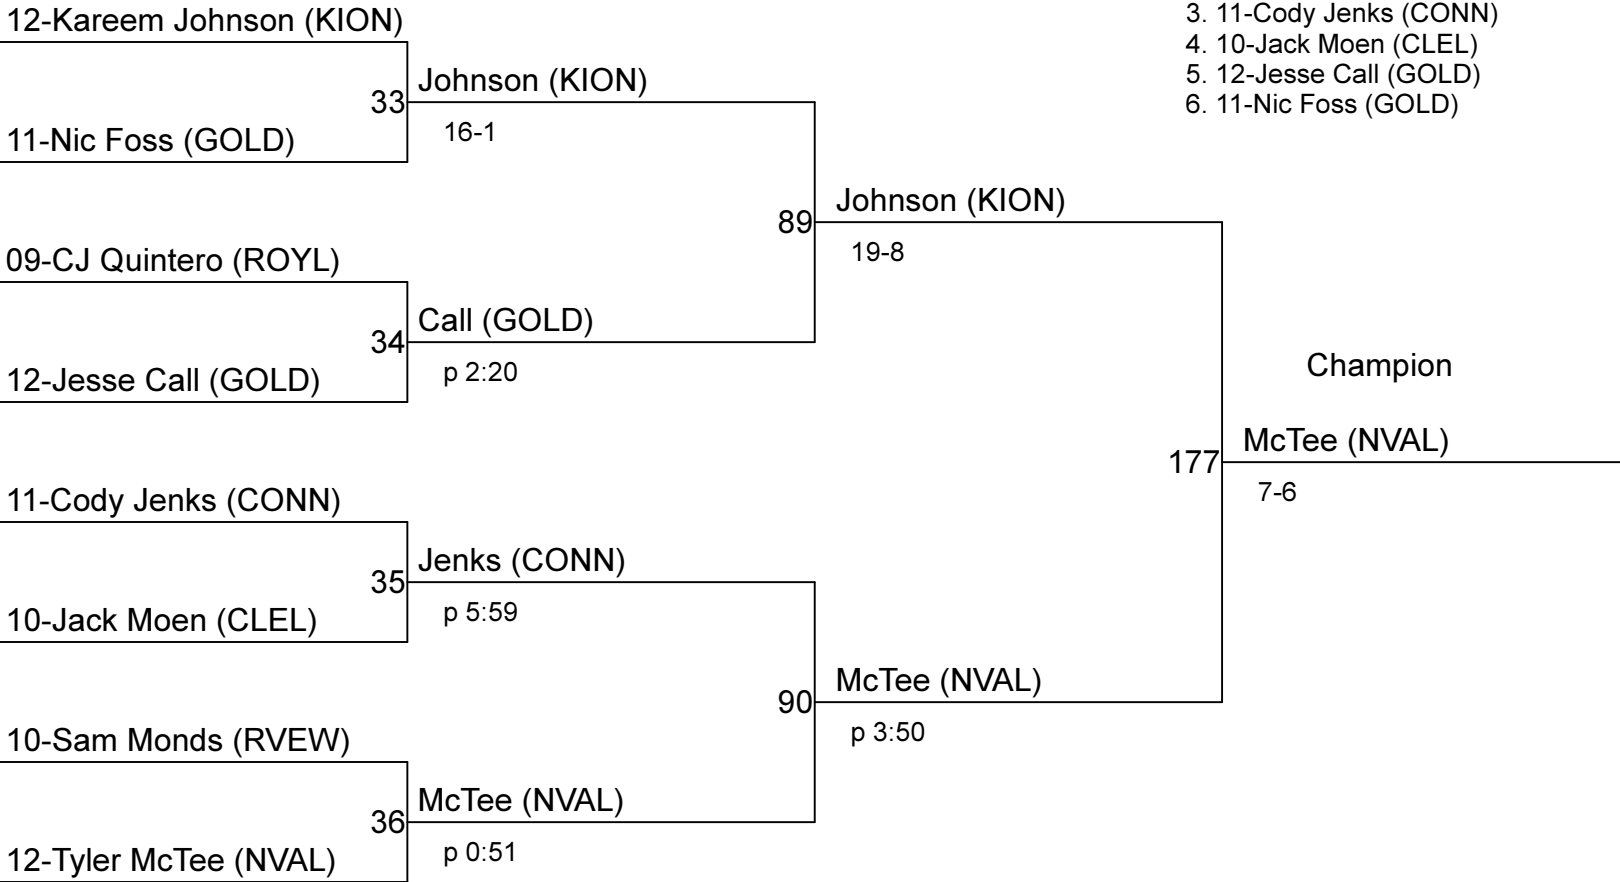 12-Kareem Johnson (KION)
3. 11-Cody Jenks (CONN)
4. 10-Jack Moen (CLEL)
5. 12-Jesse Call (GOLD)
6. 11-Nic Foss (GOLD)
33
Johnson (KION)
16-1
11-Nic Foss (GOLD)
89
Johnson (KION)
19-8
09-CJ Quintero (ROYL)
34
Call (GOLD)
p 2:20
12-Jesse Call (GOLD)
Champion
177
McTee (NVAL)
7-6
11-Cody Jenks (CONN)
35
Jenks (CONN)
p 5:59
10-Jack Moen (CLEL)
90
McTee (NVAL)
p 3:50
10-Sam Monds (RVEW)
36
McTee (NVAL)
p 0:51
12-Tyler McTee (NVAL)